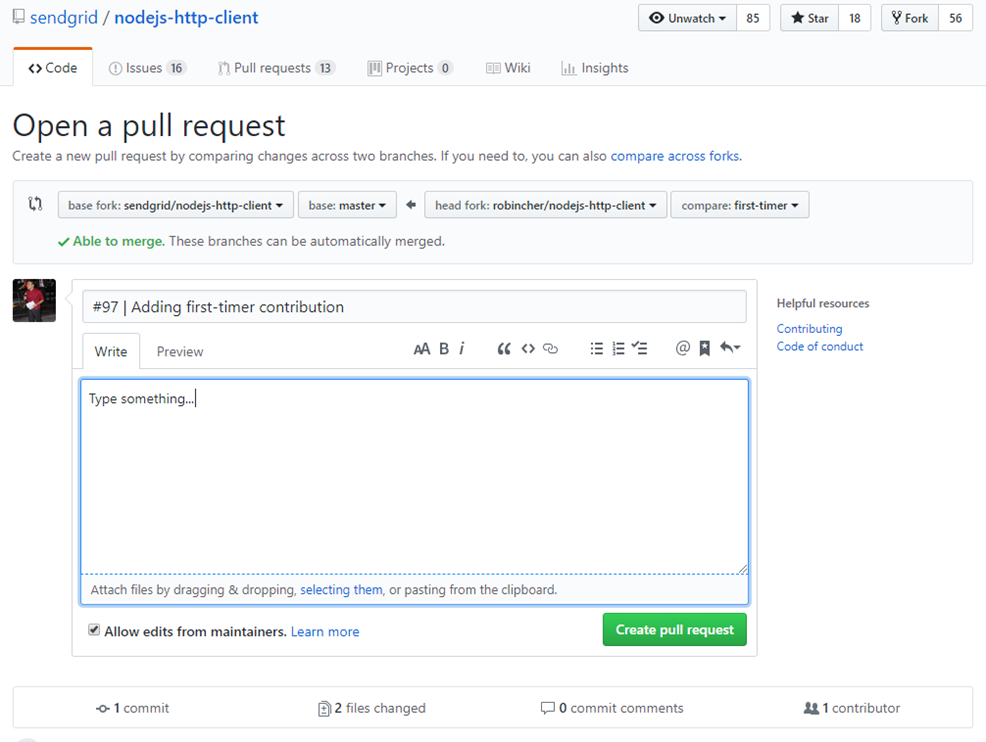 sendgrid / nodejs-http-client Unwatch 85 Star 18 Fork 56
Code Issues 16 Pull requests 13 Projects 0 Wiki Insights
Open a pull request
Create a new pull request by comparing changes across two branches. If you need to, you can also compare across forks.
base fork: sendgrid/nodejs-http-client base: master head fork: robincher/nodejs-http-client compare: first-timer
Able to merge. These branches can be automatically merged.
#97 | Adding first-timer contribution
Helpful resources
Contributing
Code of conduct
Write Preview AA B i “ <> @
Type something...
Attach files by dragging & dropping, selecting them, or pasting from the clipboard.
Allow edits from maintainers. Learn more
Create pull request
1 commit 2 files changed 0 commit comments 1 contributor